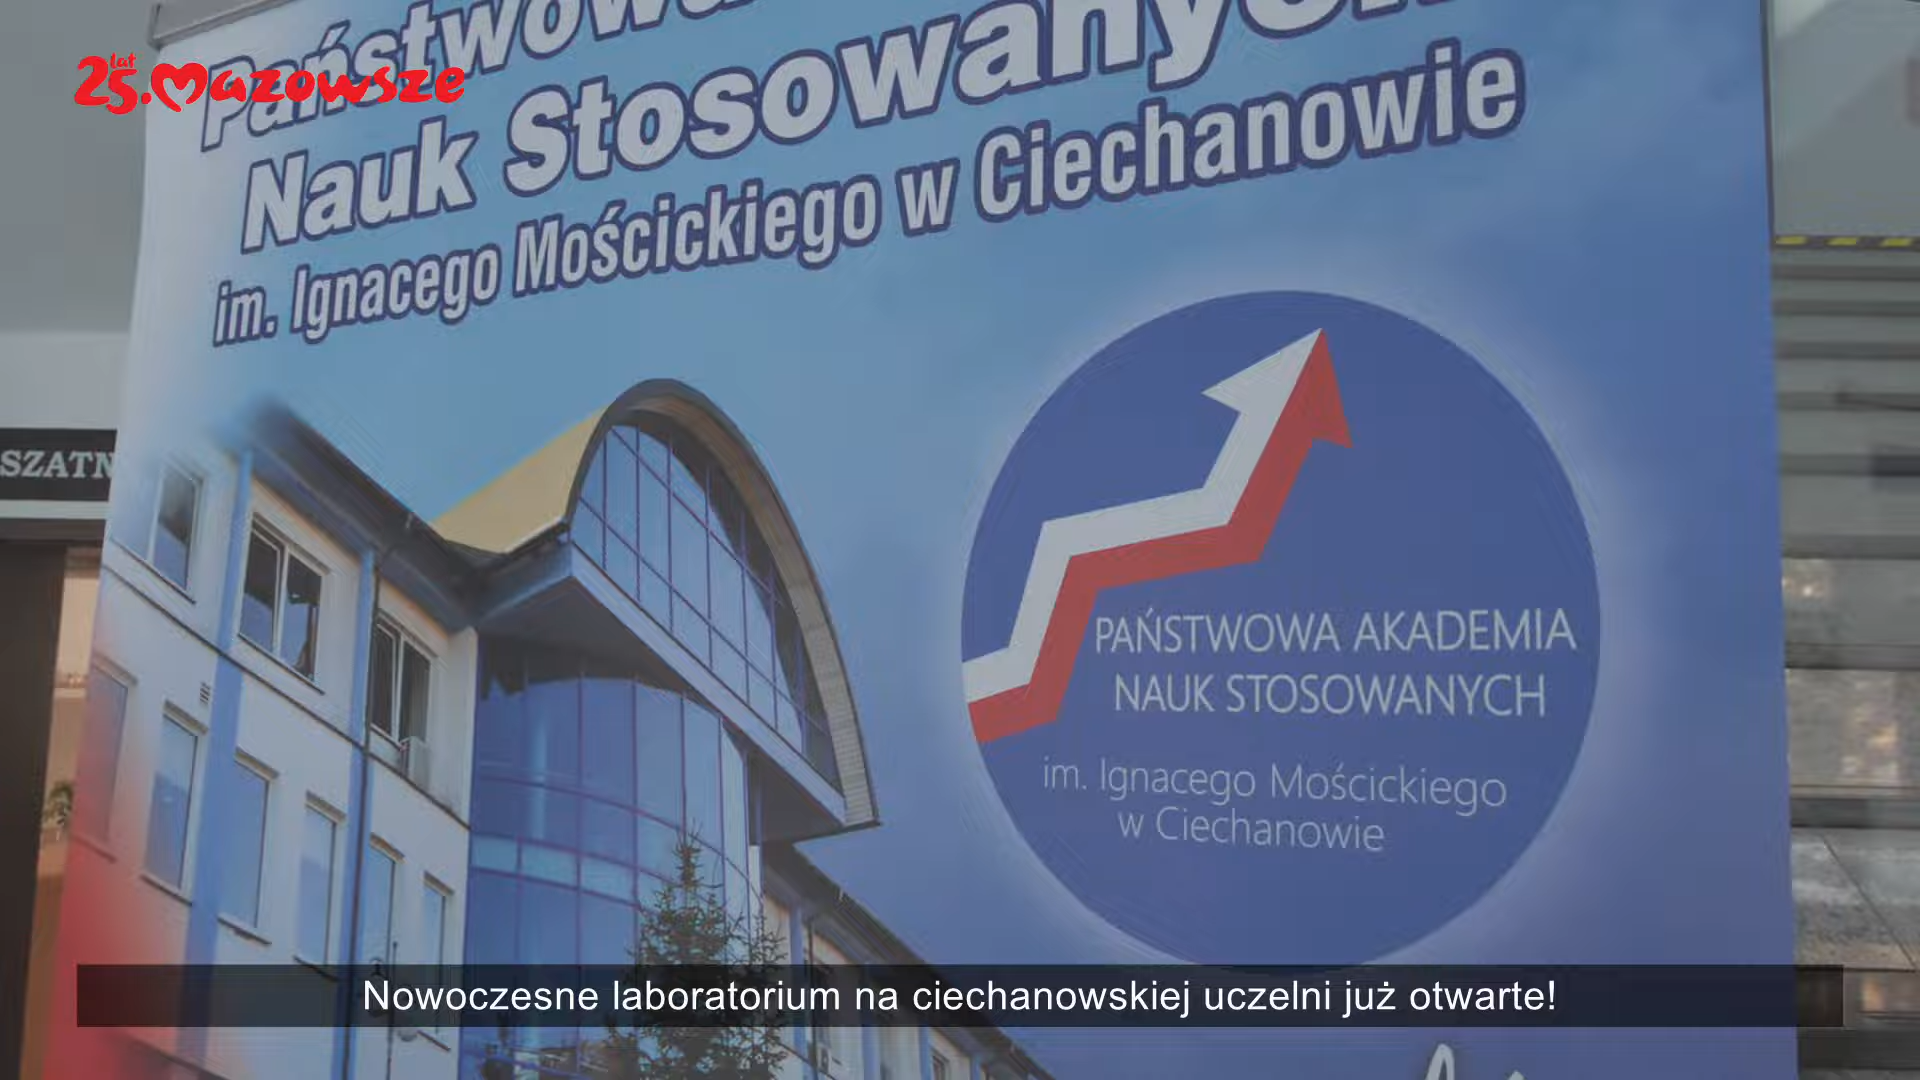 25 lat. Mazowsze
Państwowa
Nauk Stosowanych
im. Ignacego Mościckiego w Ciechanowie
SZATN
PAŃSTWOWA AKADEMIA
NAUK STOSOWANYCH
im. Ignacego Mościckiego
w Ciechanowie
Nowoczesne laboratorium na ciechanowskiej uczelni już otwarte!